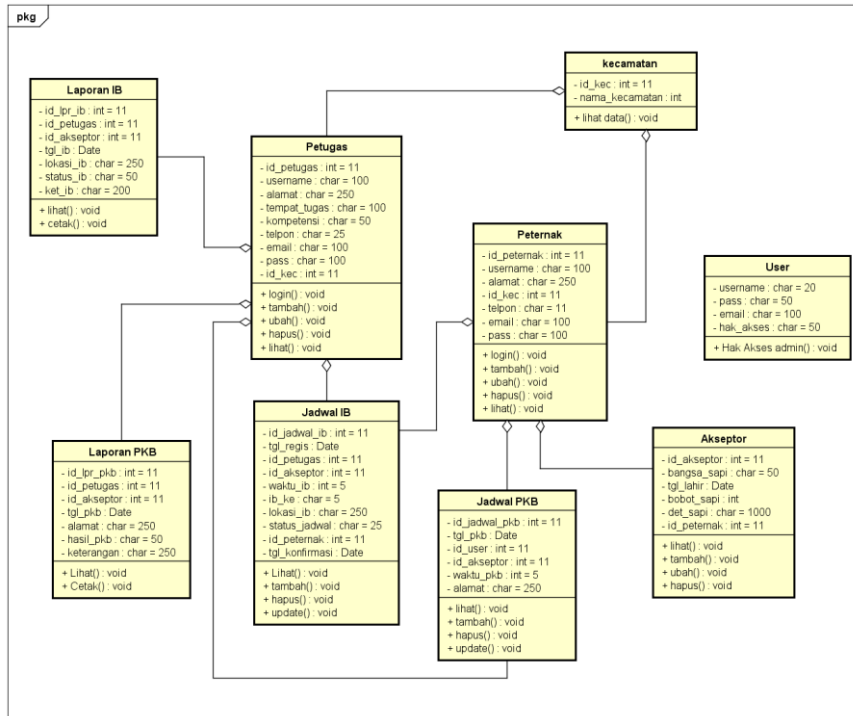 pkg
Laporan IB
- id_lpr_ib : int = 11
- id_petugas : int = 11
- id_akseptor : int = 11
- tgl_ib : Date
- lokasi_ib : char = 250
- status_ib : char = 50
- ket_ib : char = 200
+ lihat() : void
+ cetak() : void
kecamatan
- id_kec : int = 11
- nama_kecamatan : int
+ lihat data() : void
Petugas
- id_petugas : int = 11
- username : char = 100
- alamat : char = 250
- tempat_tugas : char = 100
- kompetensi : char = 50
- telpon : char = 25
- email : char = 100
- pass : char = 100
- id_kec : int = 11
+ login() : void
+ tambah() : void
+ ubah() : void
+ hapus() : void
+ lihat() : void
Peternak
- id_peternak : int = 11
- username : char = 100
- alamat : char = 250
- id_kec : int = 11
- telpon : char = 11
- email : char = 100
- pass : char = 100
+ login() : void
+ tambah() : void
+ ubah() : void
+ hapus() : void
+ lihat() : void
User
- username : char = 20
- pass : char = 50
- email : char = 100
- hak_akses : char = 50
+ Hak Akses admin() : void
Laporan PKB
- id_lpr_pkb : int = 11
- id_petugas : int = 11
- id_akseptor : int = 11
- tgl_pkb : Date
- alamat : char = 250
- hasil_pkb : char = 50
- keterangan : char = 250
+ Lihat() : void
+ Cetak() : void
Jadwal IB
- id_jadwal_ib : int = 11
- tgl_regis : Date
- id_petugas : int = 11
- id_akseptor : int = 11
- waktu_ib : int = 5
- ib_ke : char = 5
- lokasi_ib : char = 250
- status_jadwal : char = 25
- id_peternak : int = 11
- tgl_konfirmasi : Date
+ Lihat() : void
+ tambah() : void
+ hapus() : void
+ update() : void
Jadwal PKB
- id_jadwal_pkb : int = 11
- tgl_pkb : Date
- id_user : int = 11
- id_akseptor : int = 11
- waktu_pkb : int = 5
- alamat : char = 250
+ lihat() : void
+ tambah() : void
+ hapus() : void
+ update() : void
Akseptor
- id_akseptor : int = 11
- bangsa_sapi : char = 50
- tgl_lahir : Date
- bobot_sapi : int
- det_sapi : char = 1000
- id_peternak : int = 11
+ lihat() : void
+ tambah() : void
+ ubah() : void
+ hapus() : void